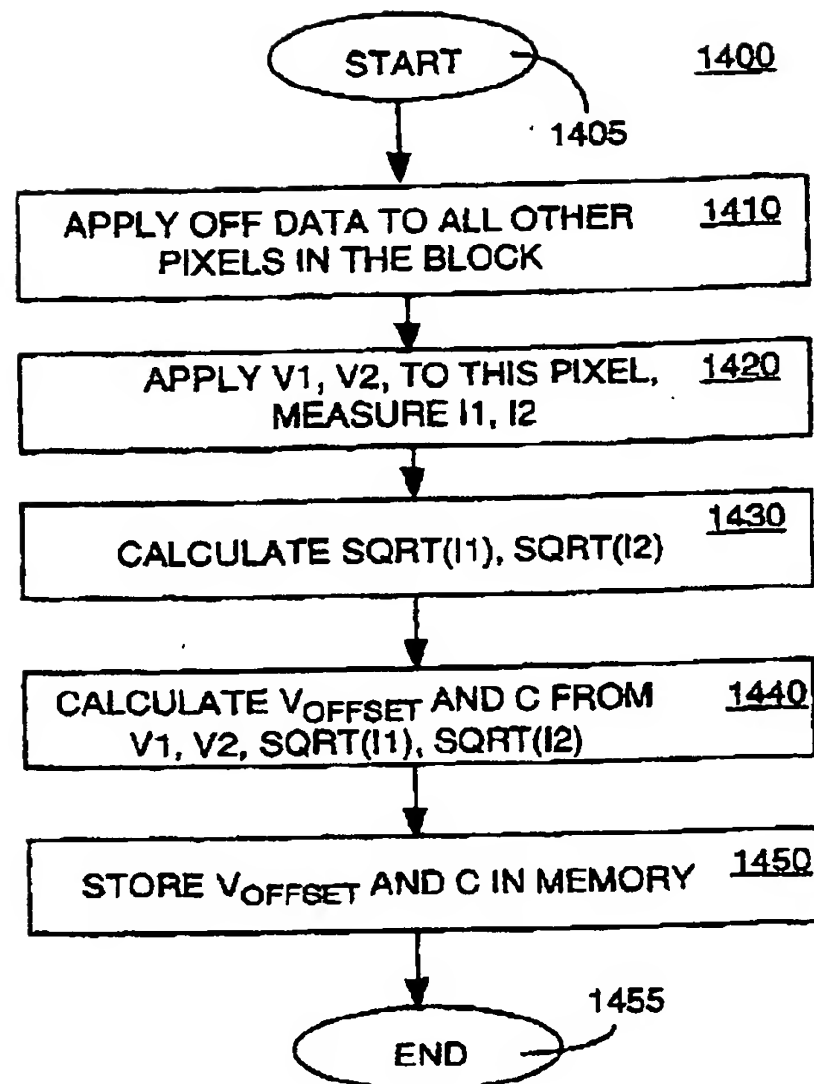 START
1400
1405
APPLY OFF DATA TO ALL OTHER 1410
PIXELS IN THE BLOCK
APPLY V1, V2, TO THIS PIXEL, 1420
MEASURE I1, I2
1430
CALCULATE SQRT(I1), SQRT(I2)
CALCULATE VOFFSET AND C FROM 1440
V1, V2, SQRT(I1), SQRT(I2)
1450
STORE VOFFSET AND C IN MEMORY
1455
END